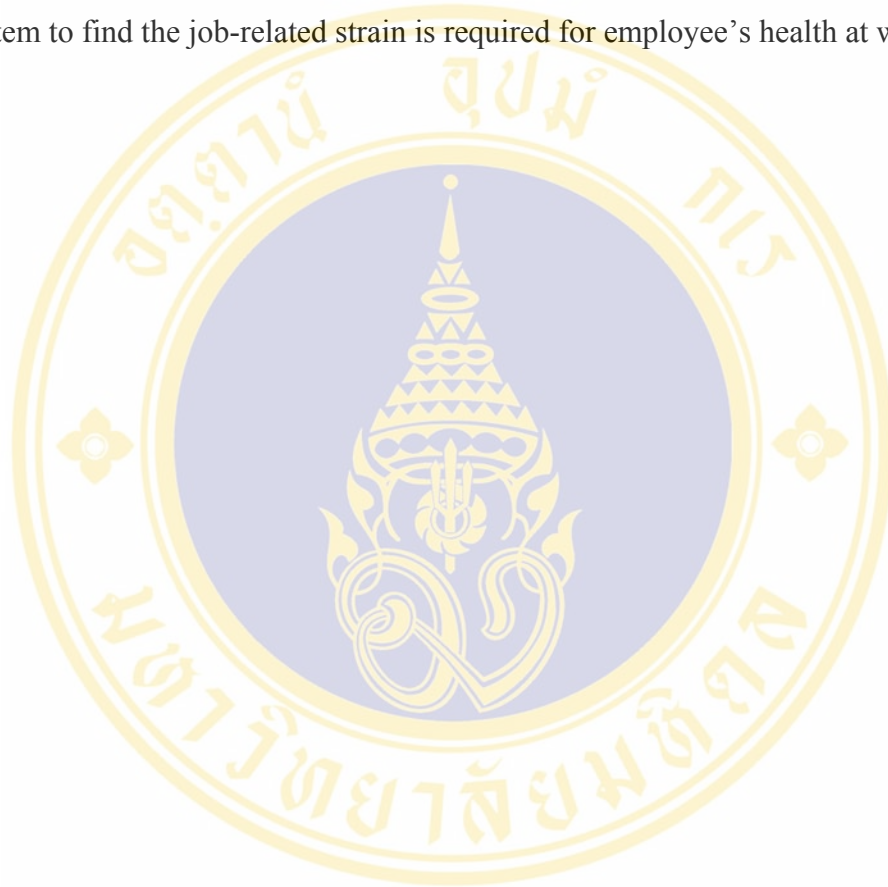 tem to find the job-related strain is required for employee’s health at w
อตฺตานํ อุปมํ กเร
มหาวิทยาลัยมหิดล